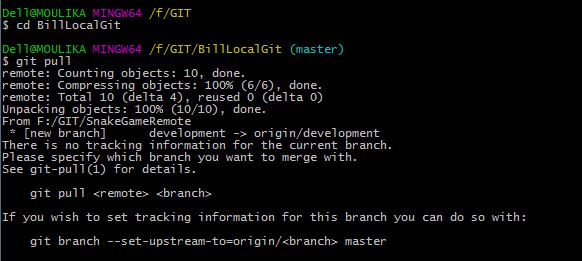 Dell@MOULIKA MINGW64 /f/GIT
$ cd BillLocalGit
Dell@MOULIKA MINGW64 /f/GIT/BillLocalGit (master)
$ git pull
remote: Counting objects: 10, done.
remote: Compressing objects: 100% (6/6), done.
remote: Total 10 (delta 4), reused 0 (delta 0)
Unpacking objects: 100% (10/10), done.
From F:/GIT/SnakeGameRemote
 * [new branch]      development -> origin/development
There is no tracking information for the current branch.
Please specify which branch you want to merge with.
See git-pull(1) for details.
    git pull <remote> <branch>
If you wish to set tracking information for this branch you can do so with:
    git branch --set-upstream-to=origin/<branch> master